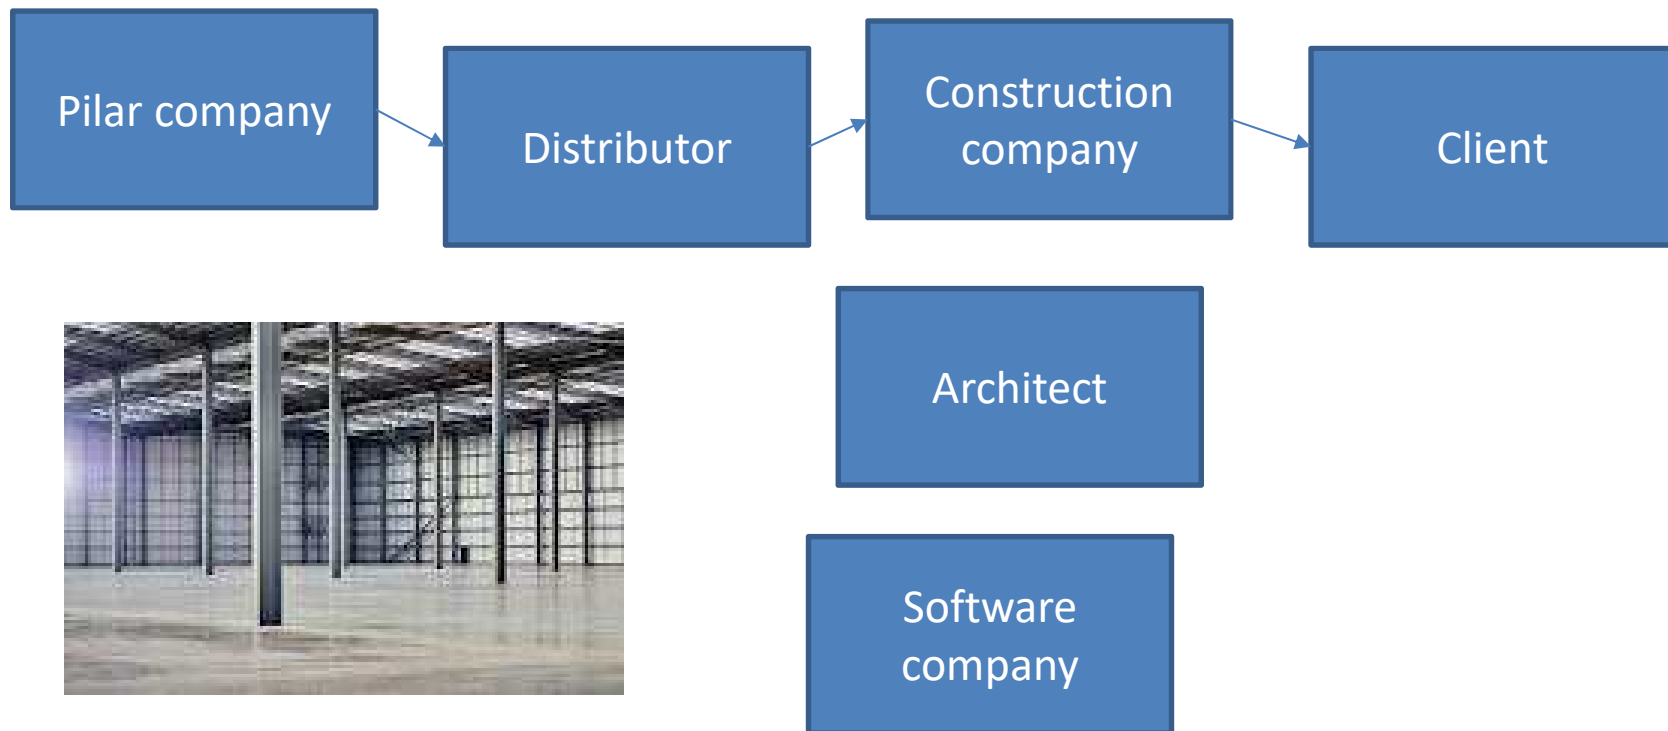 Pilar company
Distributor
Construction
company
Client
Architect
Software
company